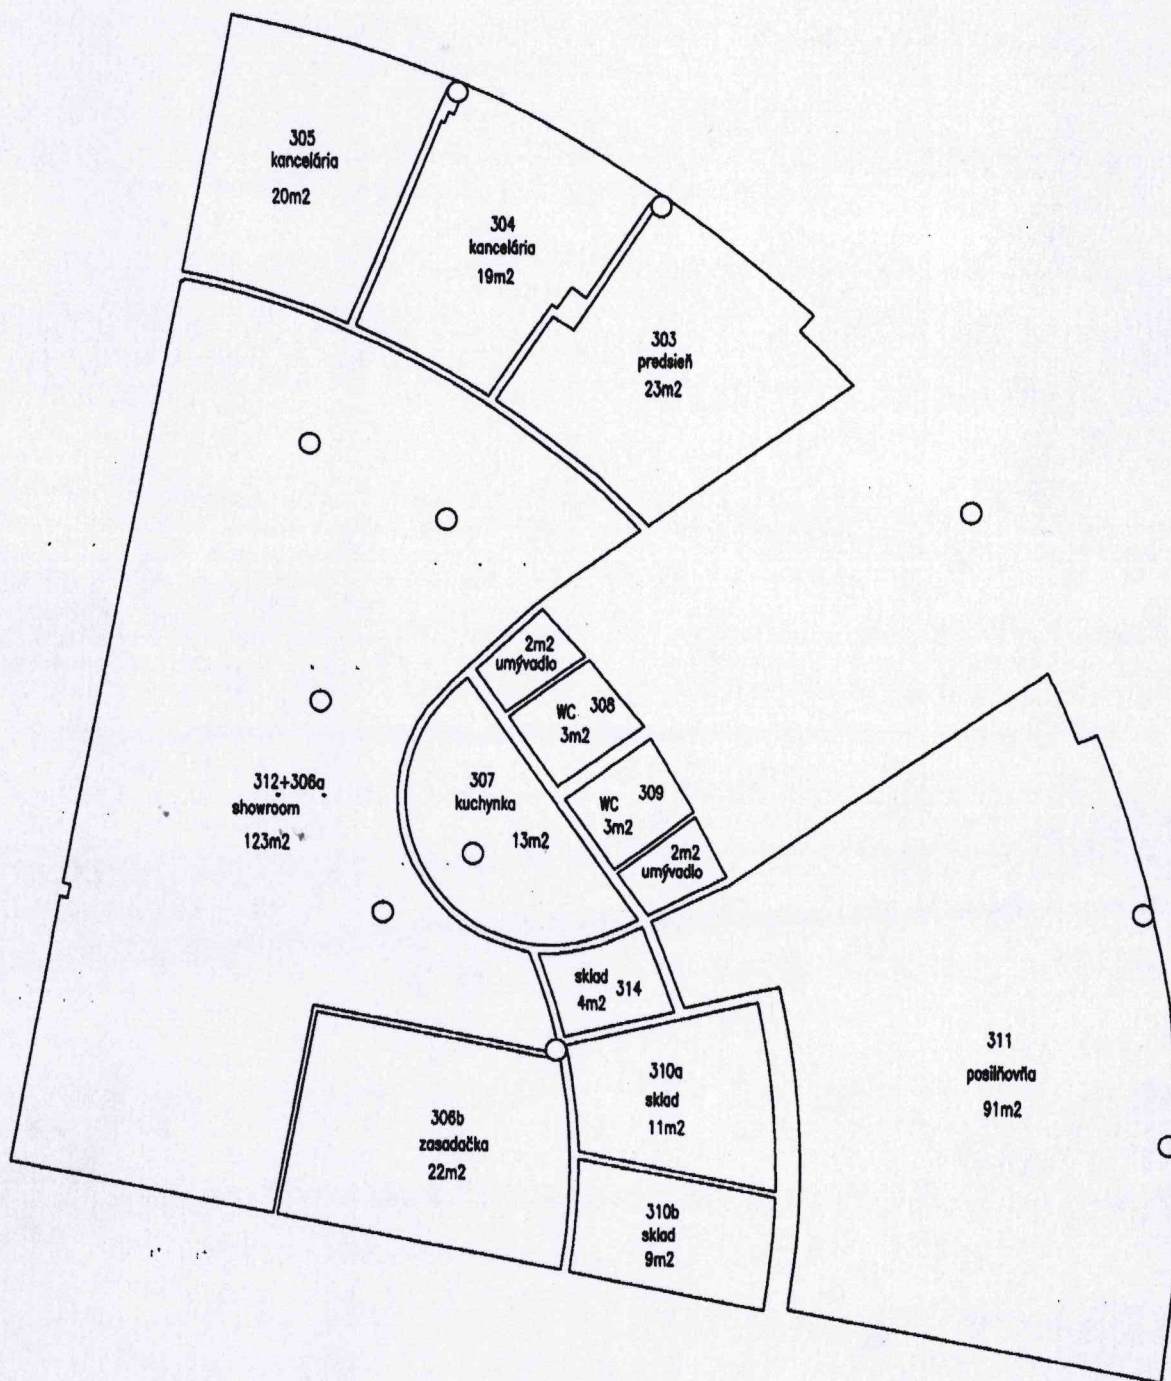 305
kancelária
20m2
304
kancelária
19m2
303
predsieň
23m2
2m2
umývadlo
WC 308
3m2
307
kuchynka
13m2
WC 309
3m2
2m2
umývadlo
312+306a
showroom
123m2
sklad
314
4m2
311
posilňovňa
91m2
310a
sklad
11m2
306b
zasadačka
22m2
310b
sklad
9m2